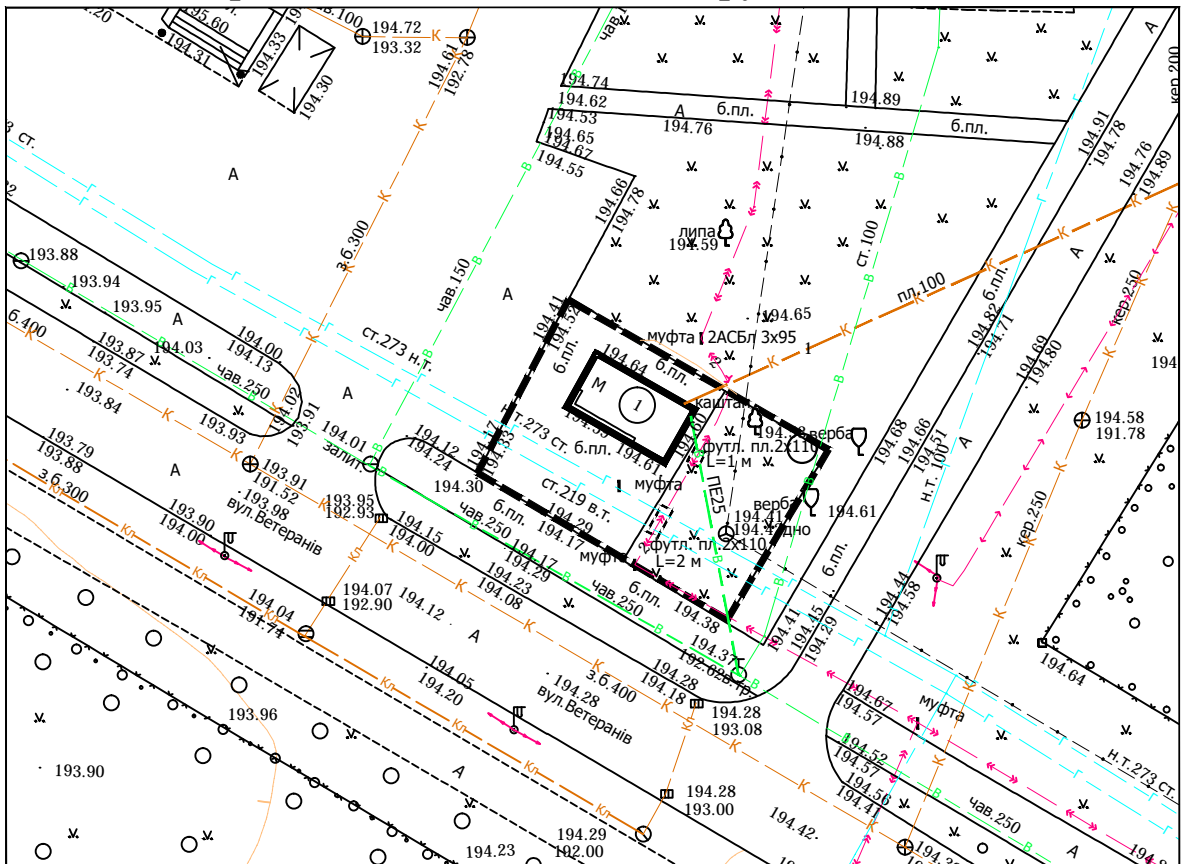 195.60
194.33
194.31
194.30
194.72
193.32
194.61
192.78
194.74
194.62
194.53
194.65
194.67
194.55
А
б.пл.
194.76
194.89
194.88
б.пл.
194.91
194.78
194.76
194.89
кер.200
А
А
194.66
194.78
липа
194.59
ст.100
193.88
193.94
193.95
А
з.б.300
чав.150
А
пл.100
194.82 б.пл.
194.71
кер.250
А
194.03
194.00
194.13
ст.273 н.т.
194.41
194.52
194.65
муфта
2АСБл 3х95
2
1
194.69
194.80
б.400
193.87
193.74
193.84
чав.250
А
б.пл.
194.64
б.пл.
М
1
194.02
193.91
193.93
каштан
верба
194.68
194.66
194.51
194.58
191.78
193.79
193.88
А
194.01
залит.
194.12
194.24
194.17
194.33
н.т.273 ст.
б.пл.
194.61
футл. пл.2х110
L=1 м
А
з.б.300
193.91
191.52
193.98
вул.Ветеранів
194.30
ст.219 в.т.
муфта
ПЕ25
верба
194.61
н.т.
100
193.90
194.00
193.95
192.93
194.15
194.00
чав.250
б.пл.
194.29
194.17
194.41
дно
кер.250
муфта
футл. пл.2х110
L=2 м
б.пл.
194.17
194.29
194.23
194.08
чав.250
б.пл.
194.38
194.44
194.58
194.07
192.90
194.12
А
194.04
191.74
194.41
194.45
194.29
194.37
192.62
194.64
194.05
194.20
194.28
вул.Ветеранів
з.б.400
194.28
194.18
194.28
193.08
194.67
194.57
муфта
193.96
193.90
А
194.52
194.57
194.56
194.41
н.т.273 ст.
194.28
193.00
194.42
чав.250
А
194.29
192.00
194.23